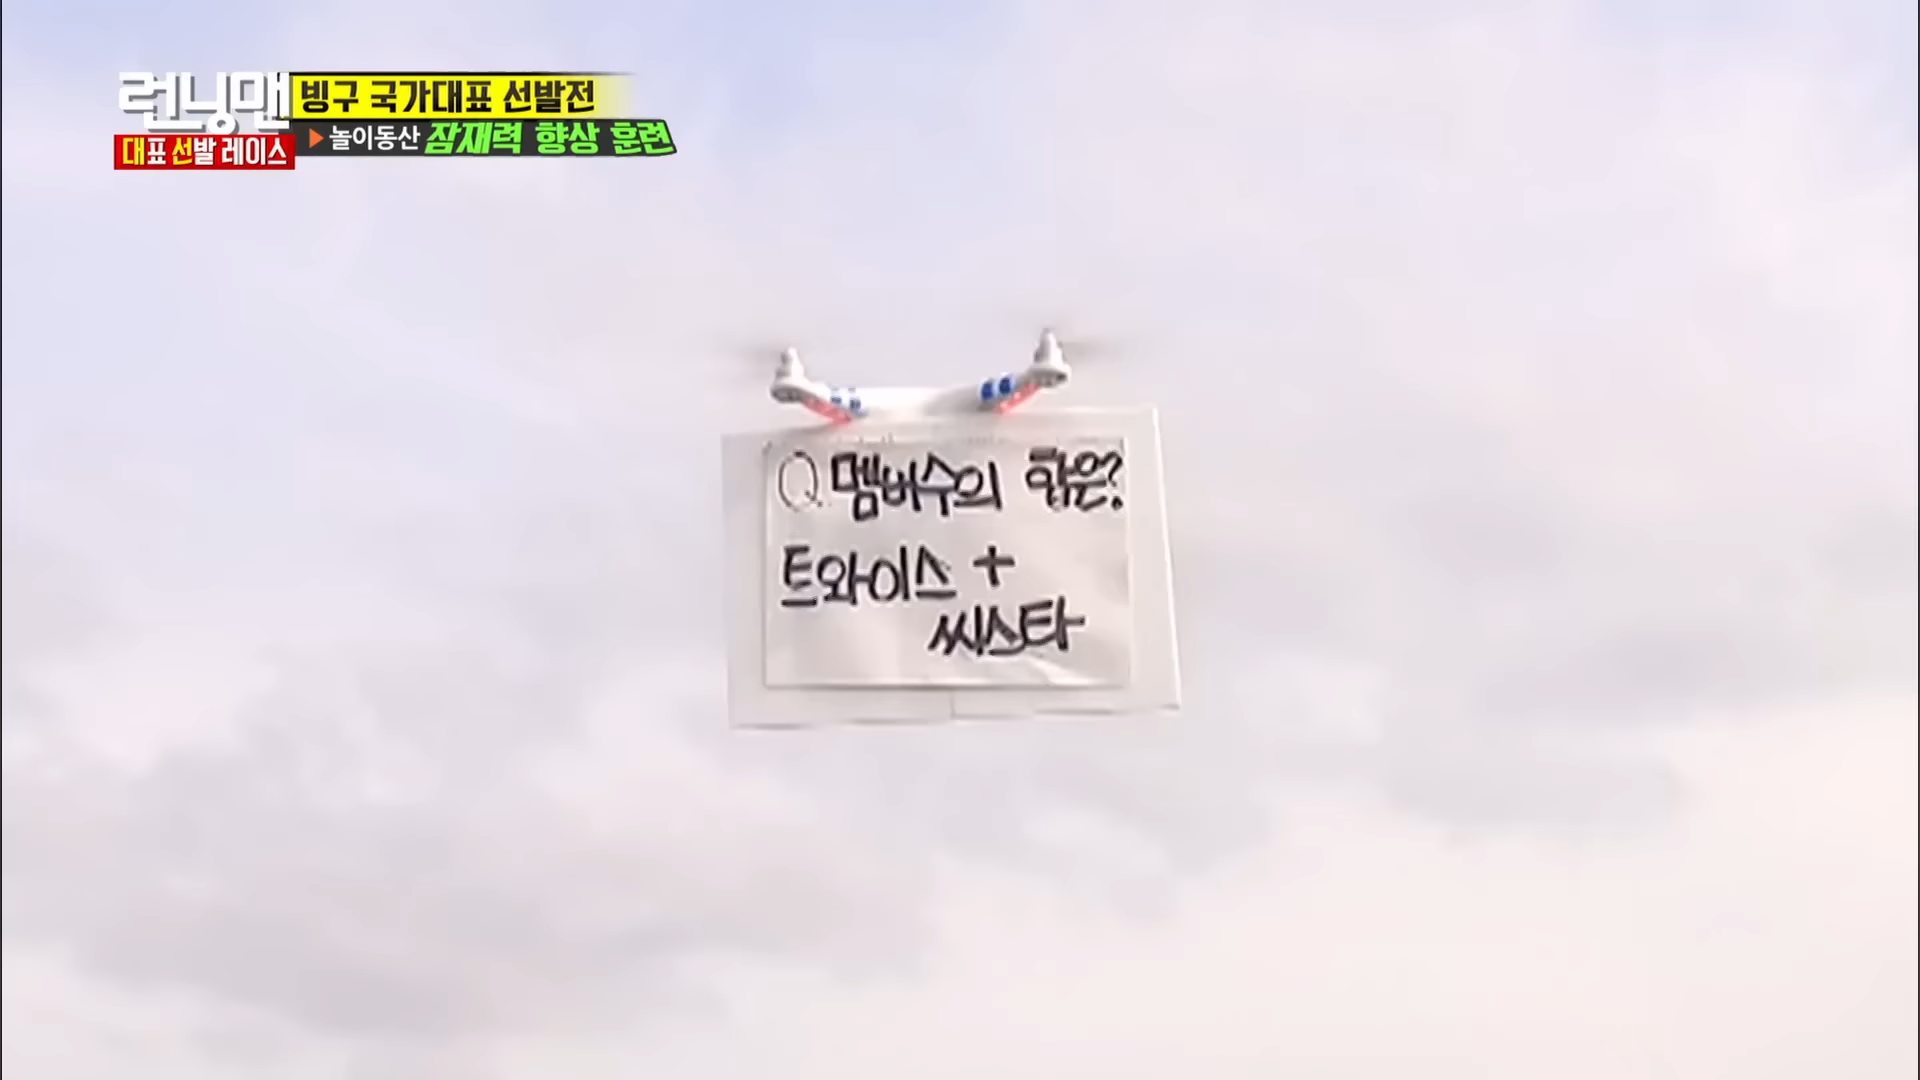 런닝맨
대표 선발 레이스
빙구 국가대표 선발전
▶놀이동산 잠재력 향상 훈련
Q 멤버수의 합은?
트와이스 +
씨스타